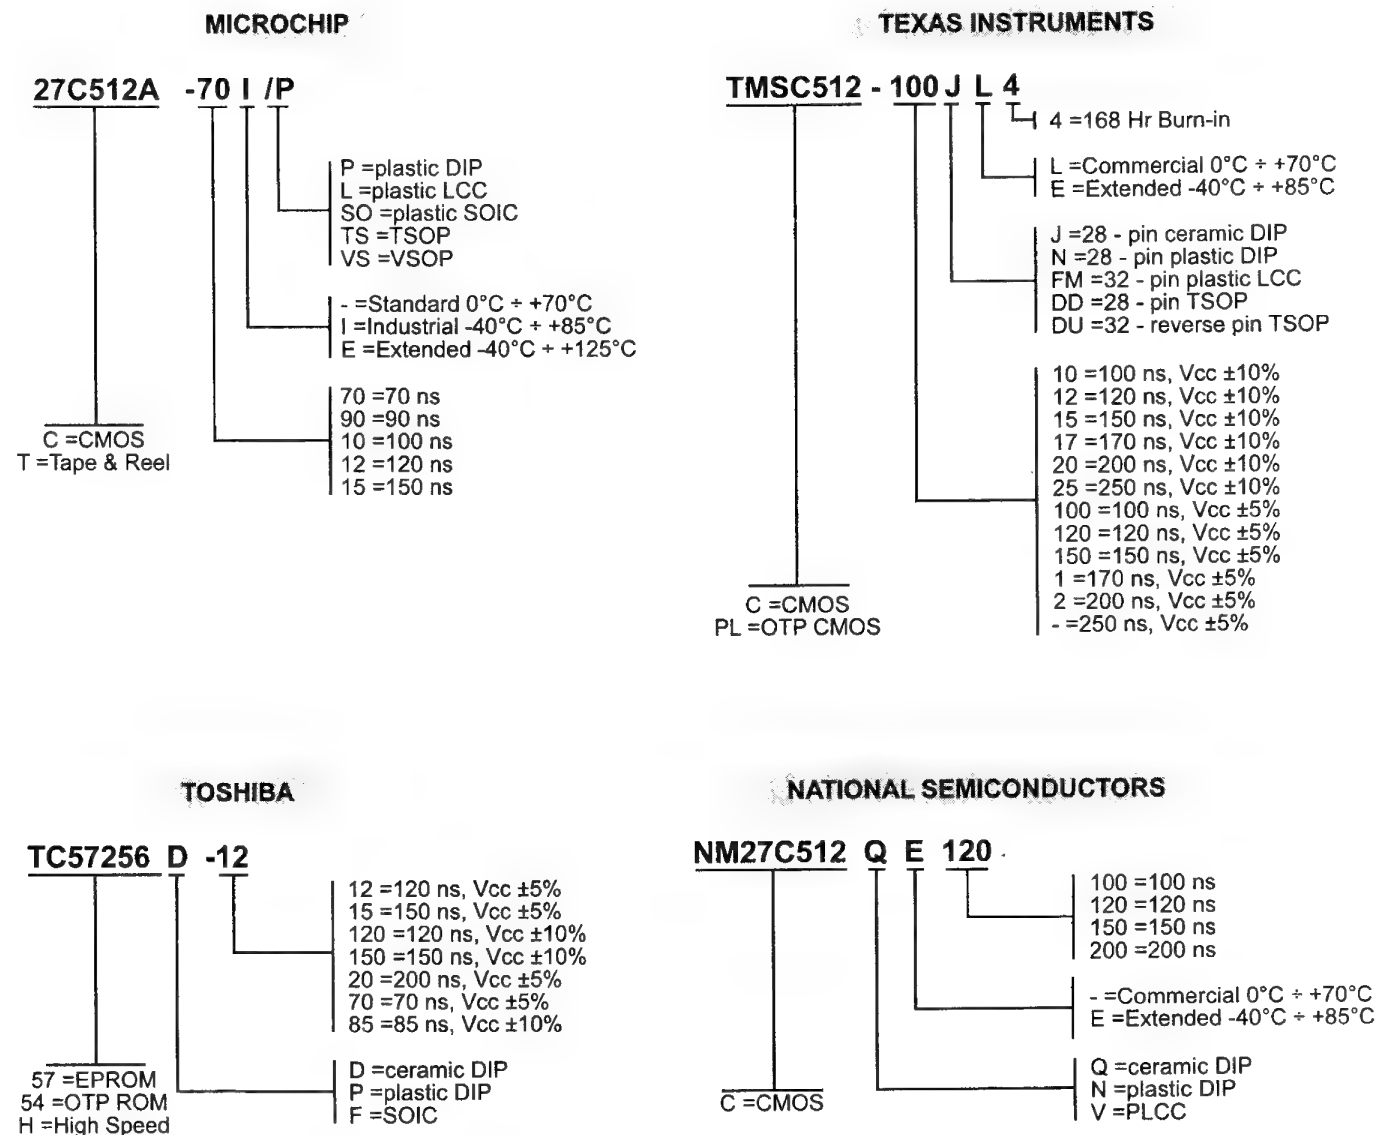 MICROCHIP
27C512A -70 I /P
P =plastic DIP
L =plastic LCC
SO =plastic SOIC
TS =TSOP
VS =VSOP
- =Standard 0°C ÷ +70°C
I =Industrial -40°C ÷ +85°C
E =Extended -40°C ÷ +125°C
70 =70 ns
90 =90 ns
10 =100 ns
12 =120 ns
15 =150 ns
C =CMOS
T =Tape & Reel
TEXAS INSTRUMENTS
TMSC512 - 100 J L 4
4 =168 Hr Burn-in
L =Commercial 0°C ÷ +70°C
E =Extended -40°C ÷ +85°C
J =28 - pin ceramic DIP
N =28 - pin plastic DIP
FM =32 - pin plastic LCC
DD =28 - pin TSOP
DU =32 - reverse pin TSOP
10 =100 ns, Vcc ±10%
12 =120 ns, Vcc ±10%
15 =150 ns, Vcc ±10%
17 =170 ns, Vcc ±10%
20 =200 ns, Vcc ±10%
25 =250 ns, Vcc ±10%
100 =100 ns, Vcc ±5%
120 =120 ns, Vcc ±5%
150 =150 ns, Vcc ±5%
1 =170 ns, Vcc ±5%
2 =200 ns, Vcc ±5%
- =250 ns, Vcc ±5%
C =CMOS
PL =OTP CMOS
TOSHIBA
TC57256 D -12
12 =120 ns, Vcc ±5%
15 =150 ns, Vcc ±5%
120 =120 ns, Vcc ±10%
150 =150 ns, Vcc ±10%
20 =200 ns, Vcc ±5%
70 =70 ns, Vcc ±5%
85 =85 ns, Vcc ±10%
D =ceramic DIP
P =plastic DIP
F =SOIC
57 =EPROM
54 =OTP ROM
H =High Speed
NATIONAL SEMICONDUCTORS
NM27C512 Q E 120
100 =100 ns
120 =120 ns
150 =150 ns
200 =200 ns
- =Commercial 0°C ÷ +70°C
E =Extended -40°C ÷ +85°C
Q =ceramic DIP
N =plastic DIP
V =PLCC
C =CMOS